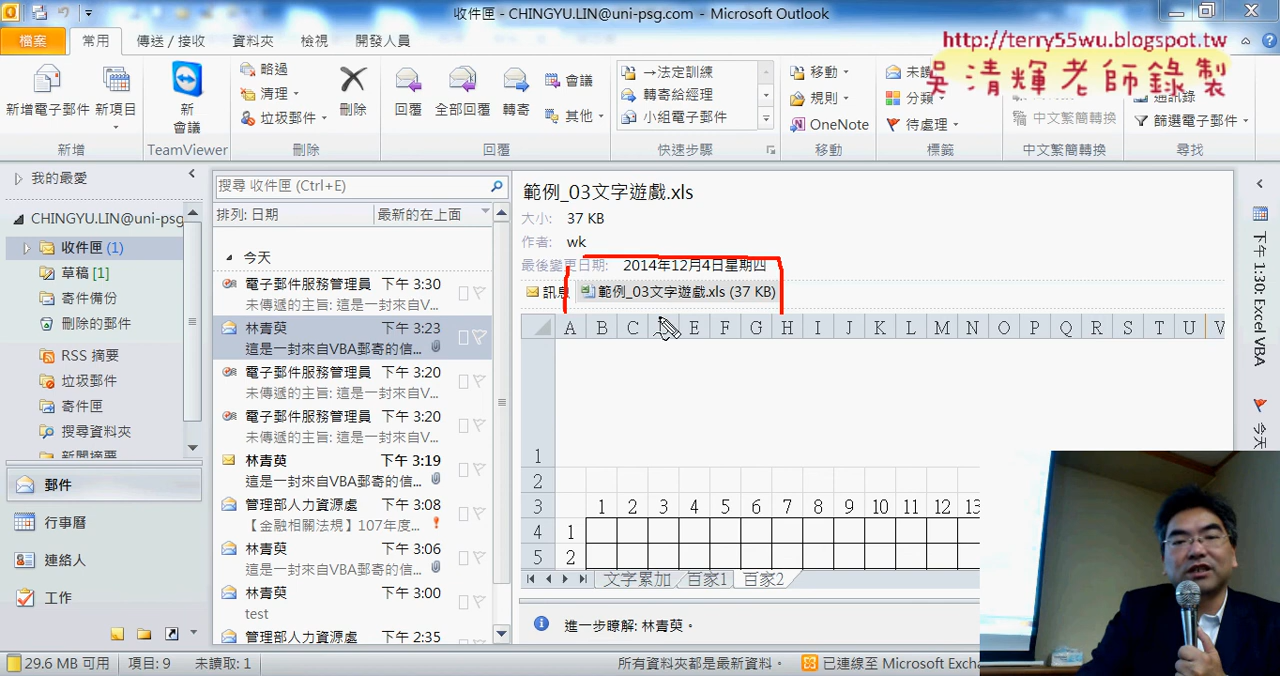 收件匣 - CHINGYU.LIN@uni-psg.com - Microsoft Outlook
http://terry55wu.blogspot.tw
吳清輝老師錄製
檔案 常用 傳送 / 接收 資料夾 檢視 開發人員
新增電子郵件 新項目
新增
新會議
TeamViewer
略過
清理
垃圾郵件
刪除
刪除
回覆 全部回覆 轉寄
會議
其他
回覆
→法定訓練
轉寄給經理
小組電子郵件
快速步驟
移動
規則
OneNote
移動
未讀
分類
待處理
標籤
中文繁簡轉換
中文繁簡轉換
通訊錄
篩選電子郵件
尋找
我的最愛
CHINGYU.LIN@uni-psg
收件匣 (1)
草稿 [1]
寄件備份
刪除的郵件
RSS 摘要
垃圾郵件
寄件匣
搜尋資料夾
新聞摘要
郵件
行事曆
連絡人
工作
搜尋 收件匣 (Ctrl+E)
排列: 日期 最新的在上面
今天
電子郵件服務管理員 下午 3:30
未傳遞的主旨: 這是一封來自V...
林青萸 下午 3:23
這是一封來自VBA郵寄的信...
電子郵件服務管理員 下午 3:20
未傳遞的主旨: 這是一封來自V...
電子郵件服務管理員 下午 3:20
未傳遞的主旨: 這是一封來自V...
林青萸 下午 3:19
這是一封來自VBA郵寄的信...
管理部人力資源處 下午 3:08
【金融相關法規】107年度...
林青萸 下午 3:06
這是一封來自VBA郵寄的信...
林青萸 下午 3:00
test
管理部人力資源處 下午 2:35
範例_03文字遊戲.xls
大小: 37 KB
作者: wk
最後變更日期: 2014年12月4日星期四
訊息 範例_03文字遊戲.xls (37 KB)
A B C E F G H I J K L M N O P Q R S T U V
1
2
3 1 2 3 4 5 6 7 8 9 10 11 12 13
4 1
5 2
文字累加 百家1 百家2
進一步瞭解: 林青萸。
下午 1:30: Excel VBA
今天
29.6 MB 可用 項目: 9 未讀取: 1 所有資料夾都是最新資料。 已連線至 Microsoft Excha